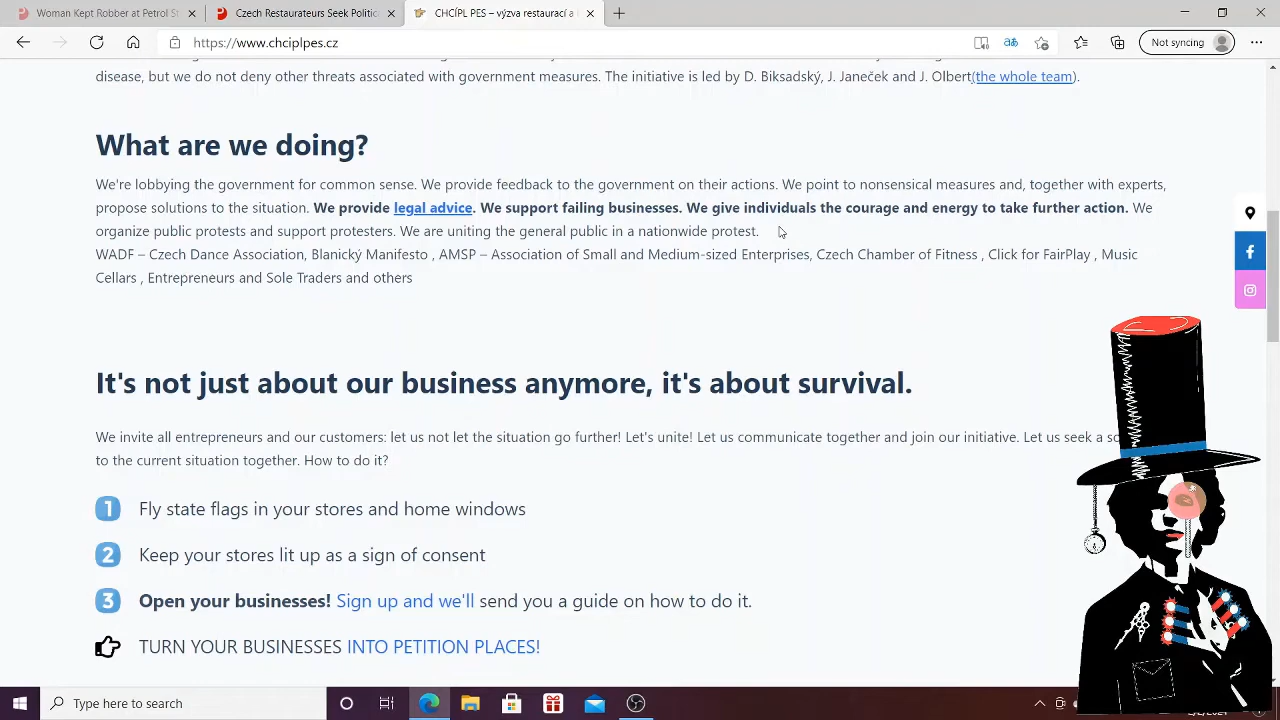 Woman Kept Robber at Petrol St
Czech Restaurateurs Seek Politic
CHCÍPL PES – výzva restaurací a
https://www.chciplpes.cz
Not syncing
disease, but we do not deny other threats associated with government measures. The initiative is led by D. Biksadský, J. Janeček and J. Olbert(the whole team).
What are we doing?
We're lobbying the government for common sense. We provide feedback to the government on their actions. We point to nonsensical measures and, together with experts,
propose solutions to the situation. We provide legal advice. We support failing businesses. We give individuals the courage and energy to take further action. We
organize public protests and support protesters. We are uniting the general public in a nationwide protest.
WADF – Czech Dance Association, Blanický Manifesto , AMSP – Association of Small and Medium-sized Enterprises, Czech Chamber of Fitness , Click for FairPlay , Music
Cellars , Entrepreneurs and Sole Traders and others
It's not just about our business anymore, it's about survival.
We invite all entrepreneurs and our customers: let us not let the situation go further! Let's unite! Let us communicate together and join our initiative. Let us seek a
to the current situation together. How to do it?
1 Fly state flags in your stores and home windows
2 Keep your stores lit up as a sign of consent
3 Open your businesses! Sign up and we'll send you a guide on how to do it.
TURN YOUR BUSINESSES INTO PETITION PLACES!
Type here to search